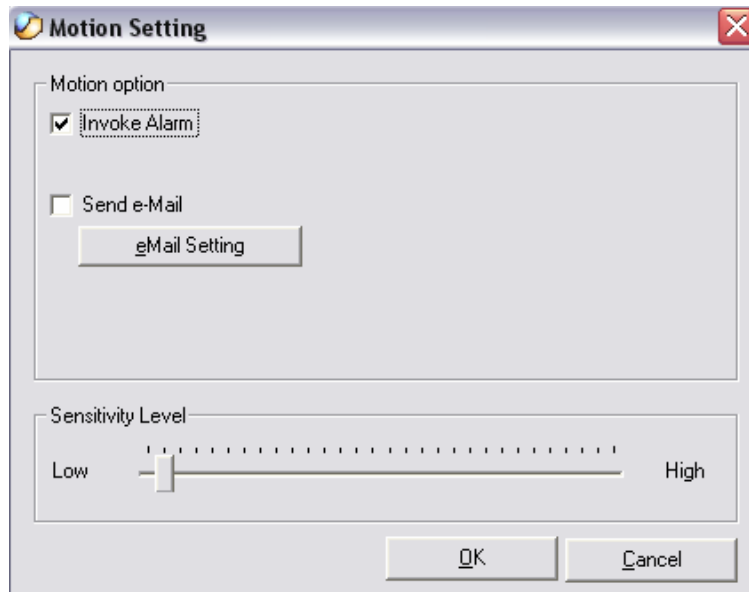 Motion Setting
Motion option
Invoke Alarm
Send e-Mail
eMail Setting
Sensitivity Level
Low High
OK Cancel